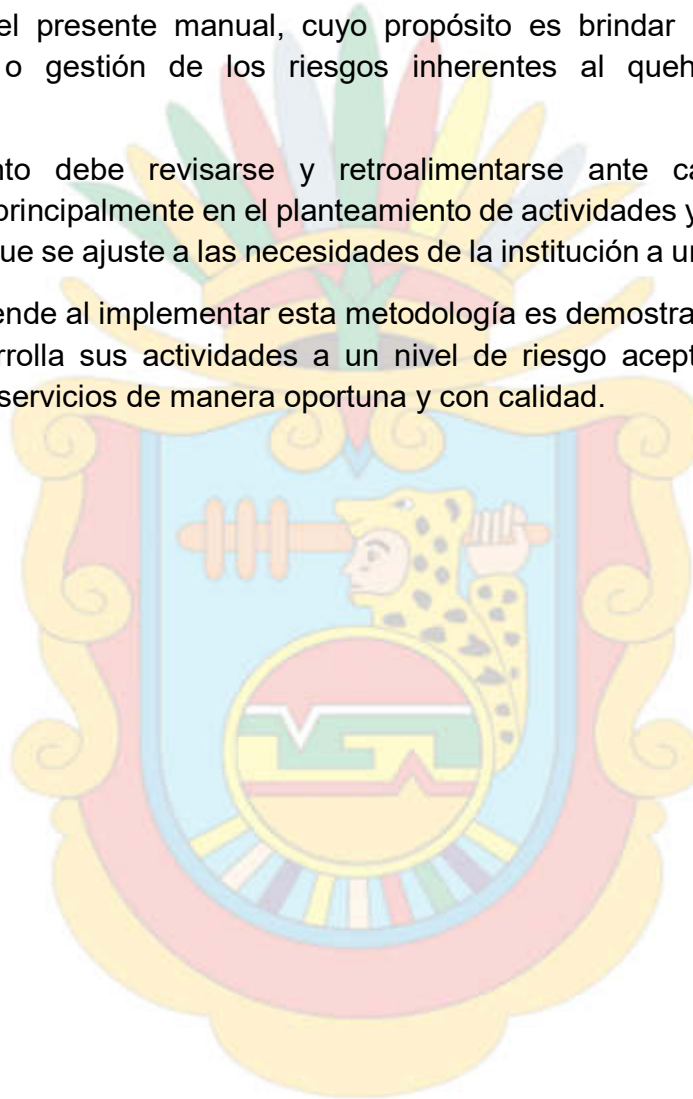 el presente manual, cuyo propósito es brindar
o gestión de los riesgos inherentes al queh
nto debe revisarse y retroalimentarse ante ca
principalmente en el planteamiento de actividades y
ue se ajuste a las necesidades de la institución a u
ende al implementar esta metodología es demostra
rrolla sus actividades a un nivel de riesgo acept
servicios de manera oportuna y con calidad.